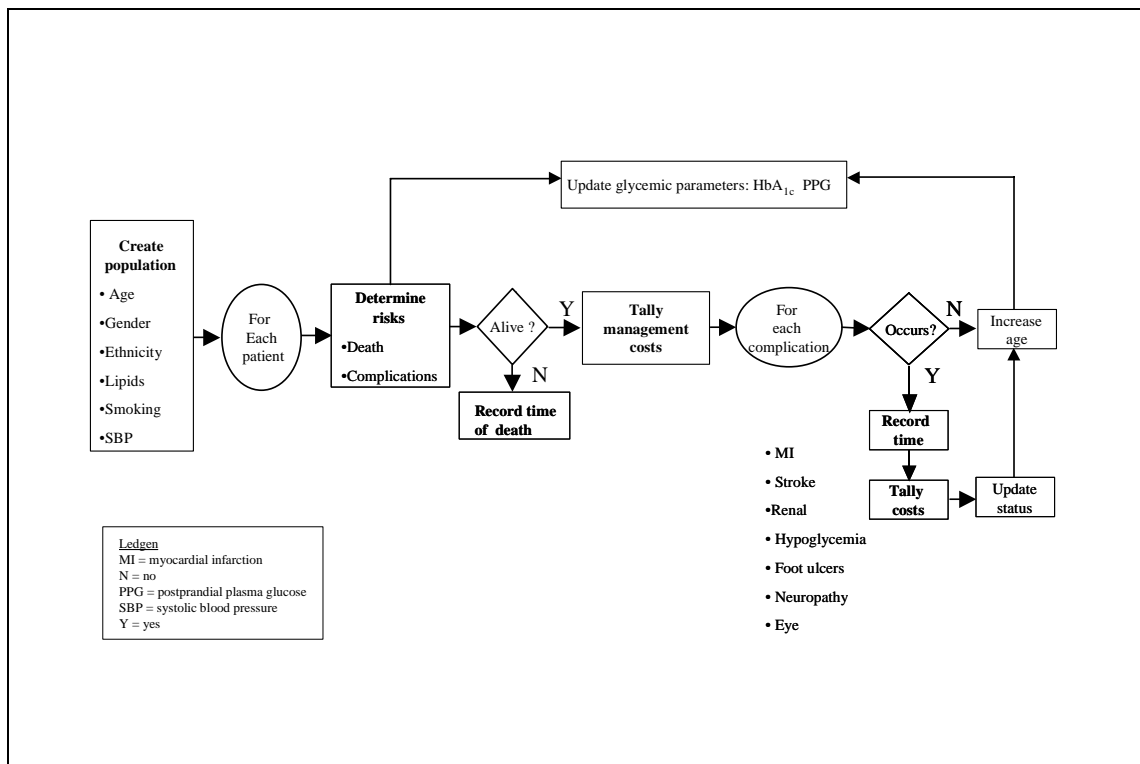 Update glycemic parameters: HbA1c PPG
Create
population
• Age
•Gender
•Ethnicity
•Lipids
•Smoking
•SBP
For
Each
patient
Determine
risks
•Death
•Complications
Alive ?
Y
N
Record time
of death
Tally
management
costs
For
each
complication
Occurs?
N
Y
Increase
age
Record
time
Tally
costs
Update
status
• MI
• Stroke
•Renal
• Hypoglycemia
• Foot ulcers
• Neuropathy
• Eye
Ledgen
MI = myocardial infarction
N = no
PPG = postprandial plasma glucose
SBP = systolic blood pressure
Y = yes